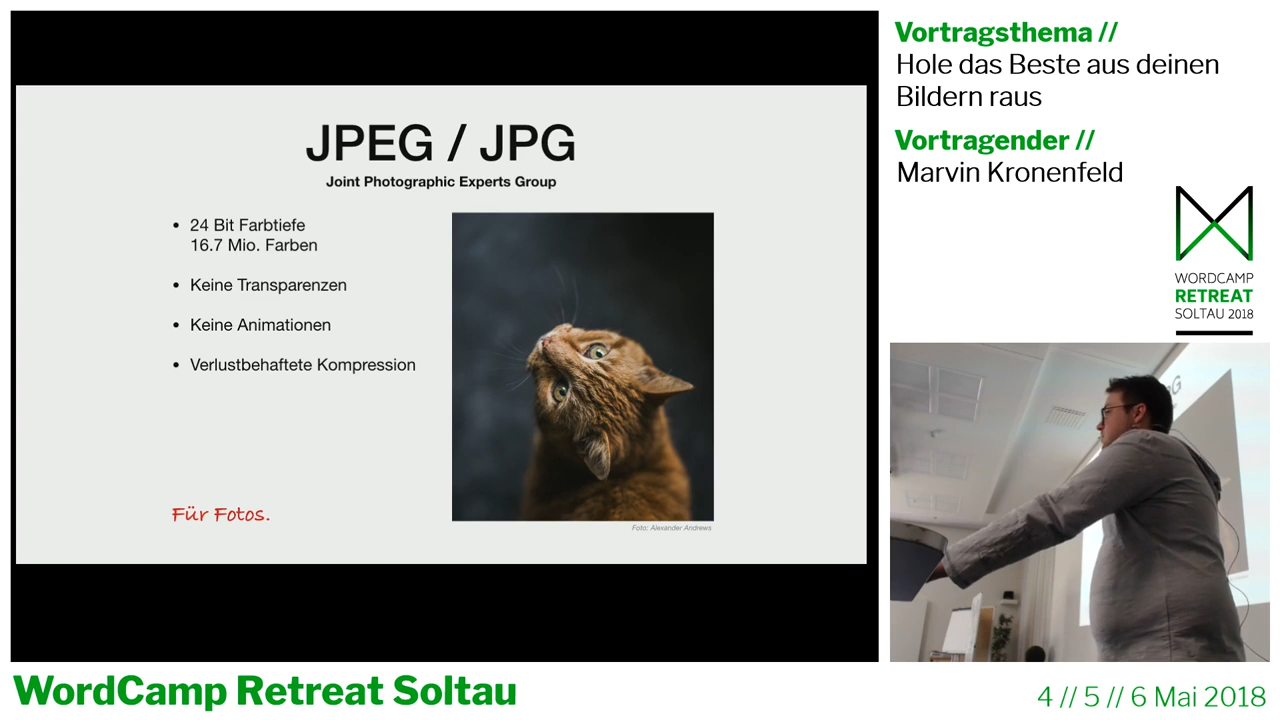 JPEG / JPG
Joint Photographic Experts Group
• 24 Bit Farbtiefe
16.7 Mio. Farben
• Keine Transparenzen
• Keine Animationen
• Verlustbehaftete Kompression
Für Fotos.
Foto: Alexander Andrews
Vortragsthema //
Hole das Beste aus deinen
Bildern raus
Vortragender //
Marvin Kronenfeld
WORDCAMP
RETREAT
SOLTAU 2018
WordCamp Retreat Soltau
4 // 5 // 6 Mai 2018